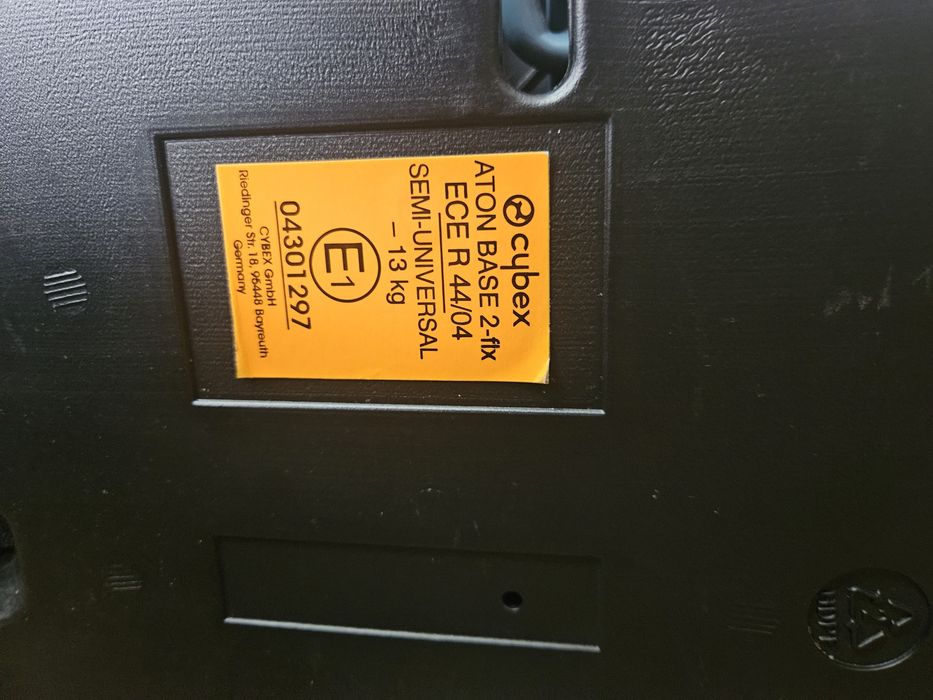 cybex
ATON BASE 2-fix
ECE R 44/04
SEMI-UNIVERSAL
– 13 kg
E1
04301297
CYBEX GmbH
Riedinger Str. 18, 96448 Bayreuth
Germany